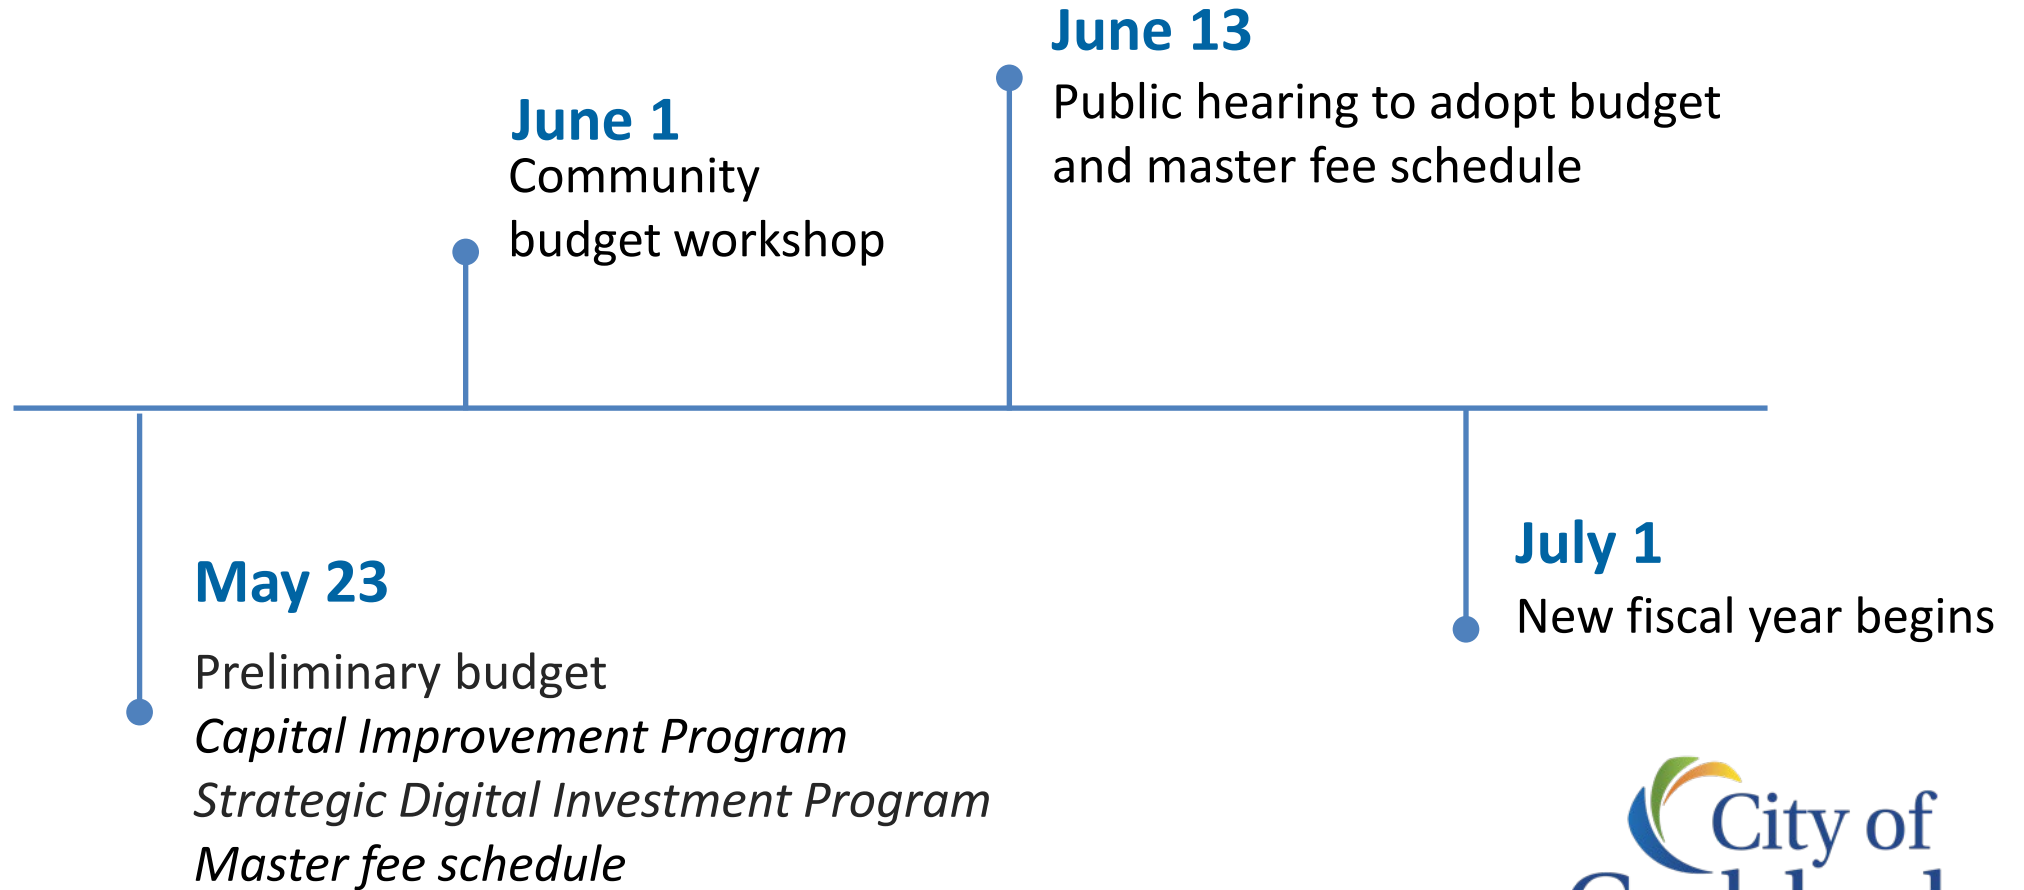 June 13
Public hearing to adopt budget
and master fee schedule
June 1
Community
budget workshop
May 23
Preliminary budget
Capital Improvement Program
Strategic Digital Investment Program
Master fee schedule
July 1
New fiscal year begins
City of